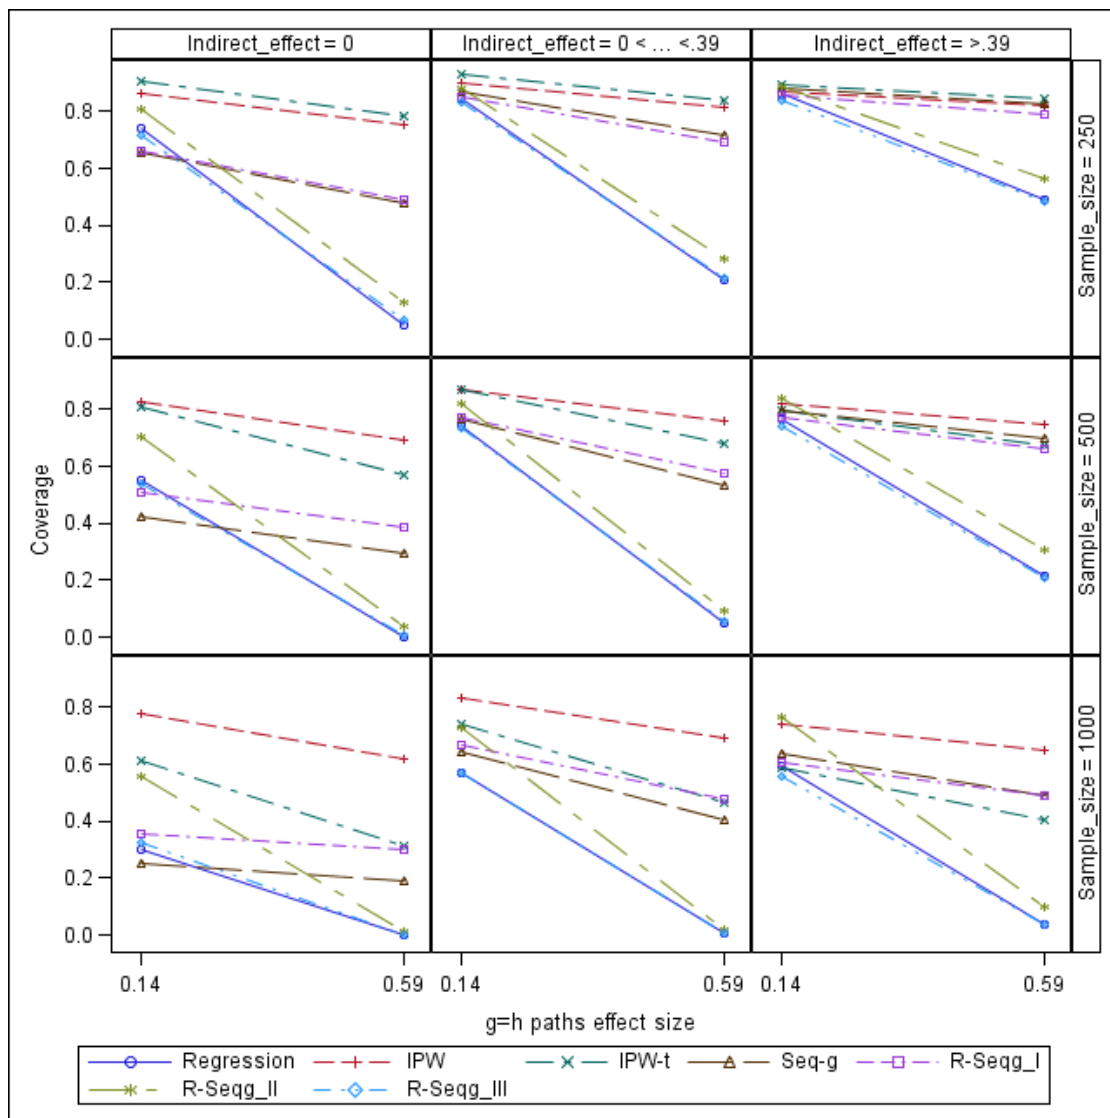 Indirect_effect = 0
Indirect_effect = 0 < ... <.39
Indirect_effect = >.39
0.8
0.6
0.4
0.2
0.0
Sample_size = 250
0.8
0.6
0.4
0.2
0.0
Sample_size = 500
Coverage
0.8
0.6
0.4
0.2
0.0
Sample_size = 1000
0.14 0.59 0.14 0.59 0.14 0.59
g=h paths effect size
Regression IPW IPW-t Seq-g R-Seqg_I
R-Seqg_II R-Seqg_III